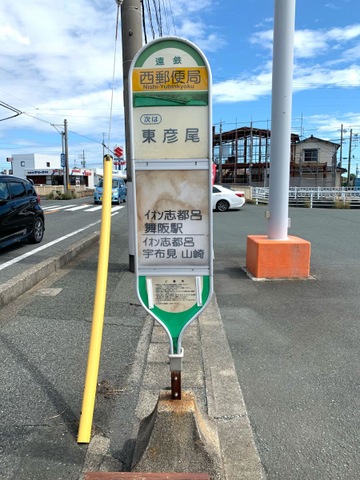 遠鉄
西郵便局
Nishi-Yubinkyoku
次は
東彦尾
イオン志都呂
舞阪駅
イオン志都呂
宇布見 山崎